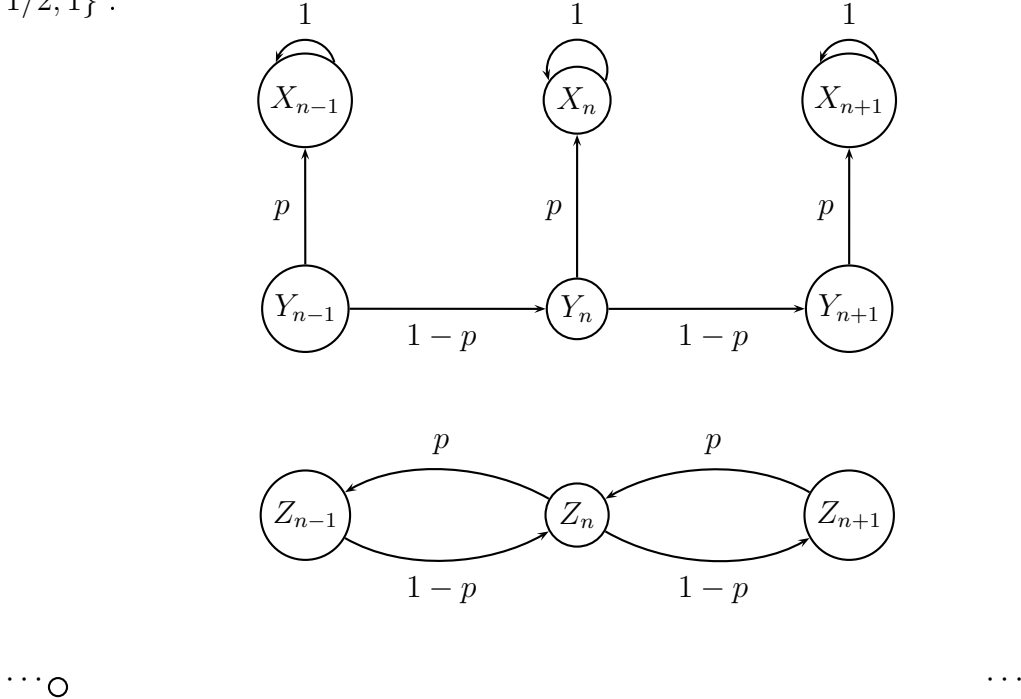 1/2, 1} .
1 1 1
X_{n−1} X_n X_{n+1}
p p p
Y_{n−1} Y_n Y_{n+1}
1 − p 1 − p
p p
Z_{n−1} Z_n Z_{n+1}
1 − p 1 − p
··· ···